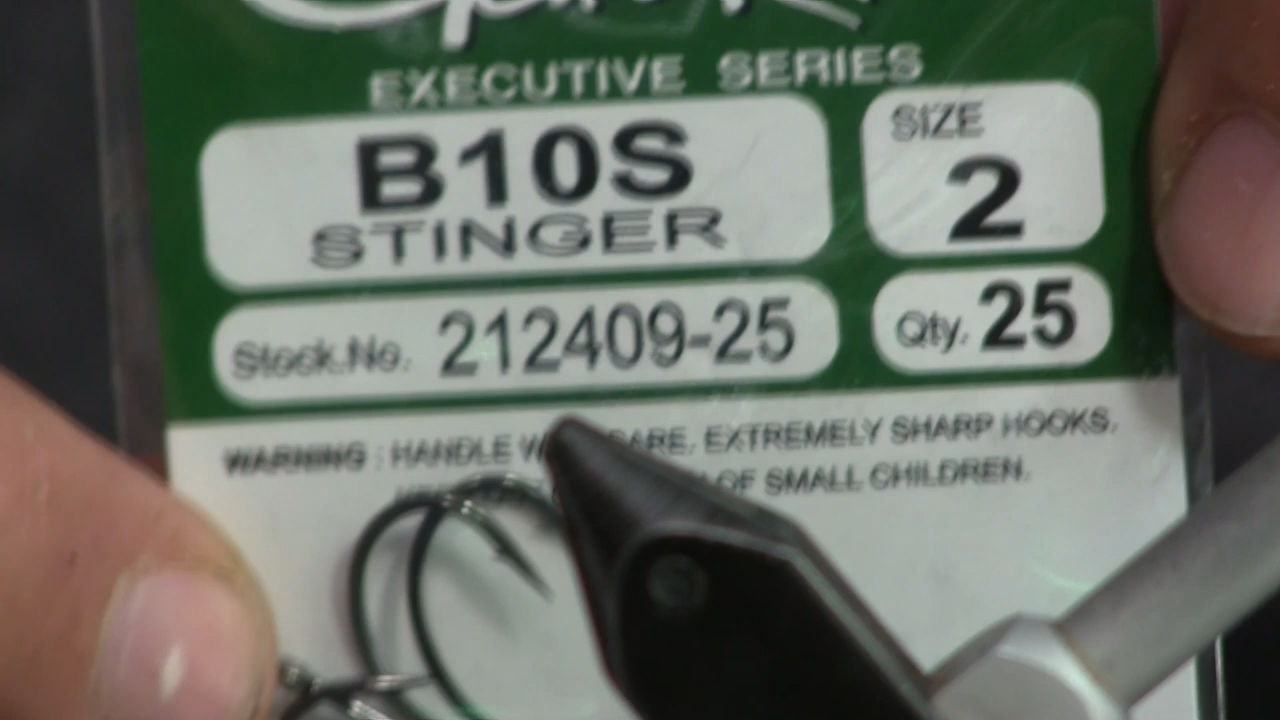 EXECUTIVE SERIES
B10S
STINGER
SIZE
2
Stock.No. 212409-25
Qty. 25
WARNING : HANDLE CARE. EXTREMELY SHARP HOOKS.
OF SMALL CHILDREN.